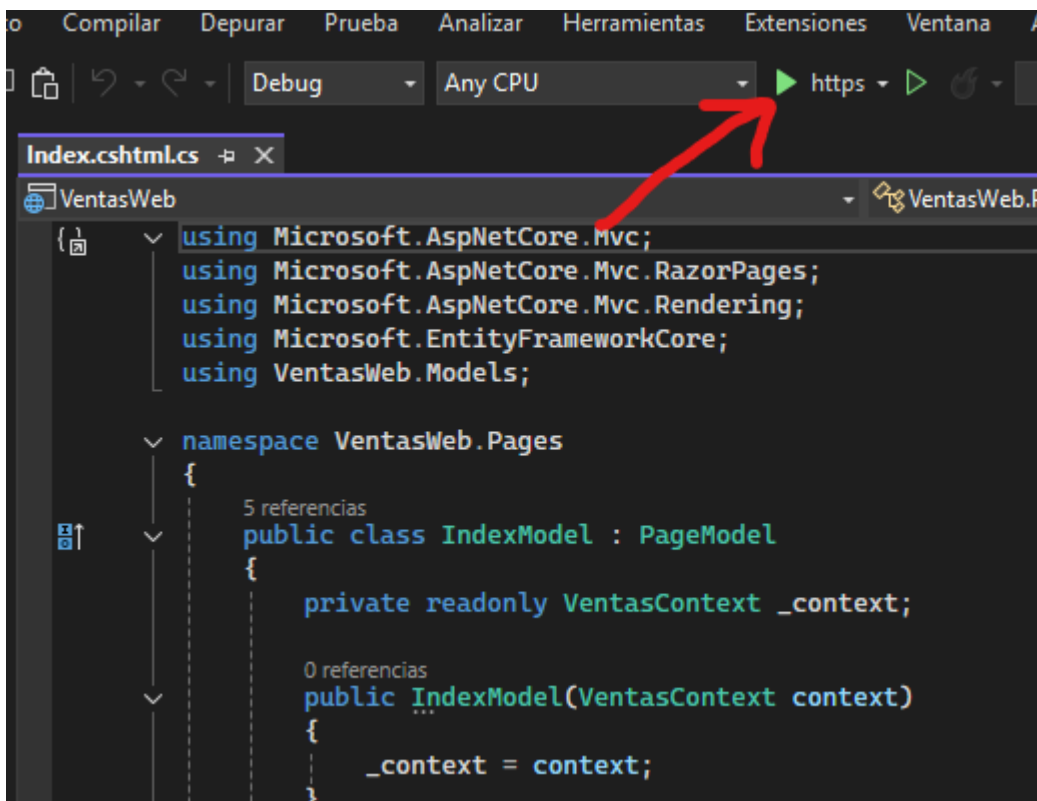 Compilar Depurar Prueba Analizar Herramientas Extensiones Ventana
Debug Any CPU https
Index.cshtml.cs
VentasWeb VentasWeb.P
using Microsoft.AspNetCore.Mvc;
using Microsoft.AspNetCore.Mvc.RazorPages;
using Microsoft.AspNetCore.Mvc.Rendering;
using Microsoft.EntityFrameworkCore;
using VentasWeb.Models;
namespace VentasWeb.Pages
{
5 referencias
public class IndexModel : PageModel
{
private readonly VentasContext _context;
0 referencias
public IndexModel(VentasContext context)
{
_context = context;
}